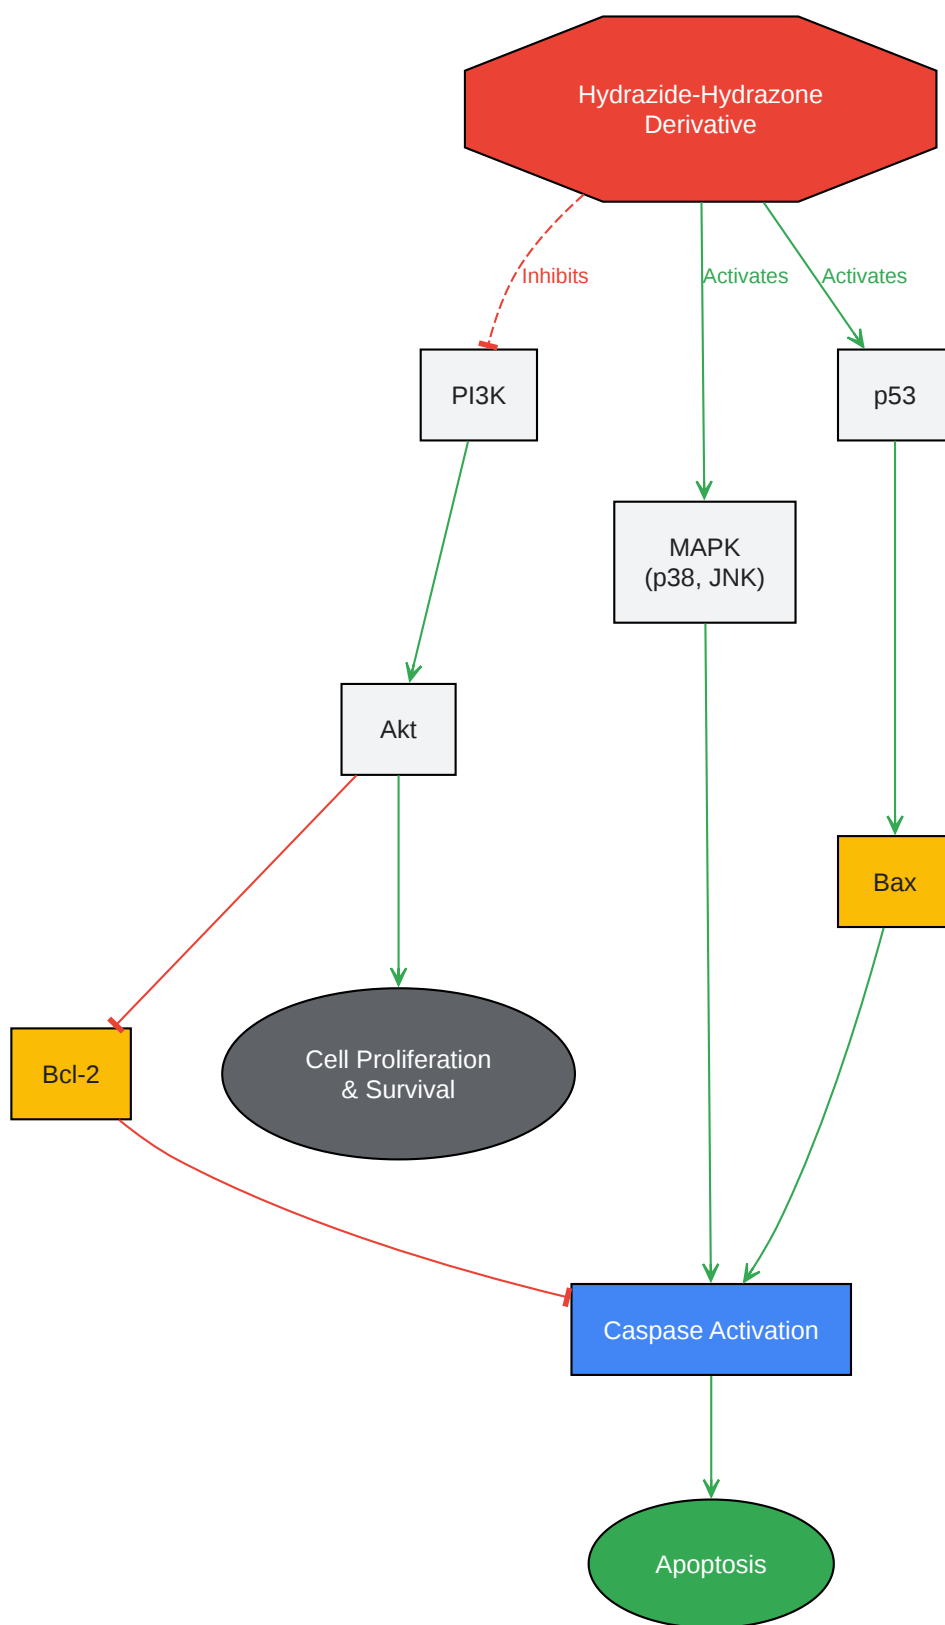 Hydrazide-Hydrazone
Derivative
Inhibits
Activates
Activates
PI3K
p53
MAPK
(p38, JNK)
Akt
Bax
Bcl-2
Cell Proliferation
& Survival
Caspase Activation
Apoptosis